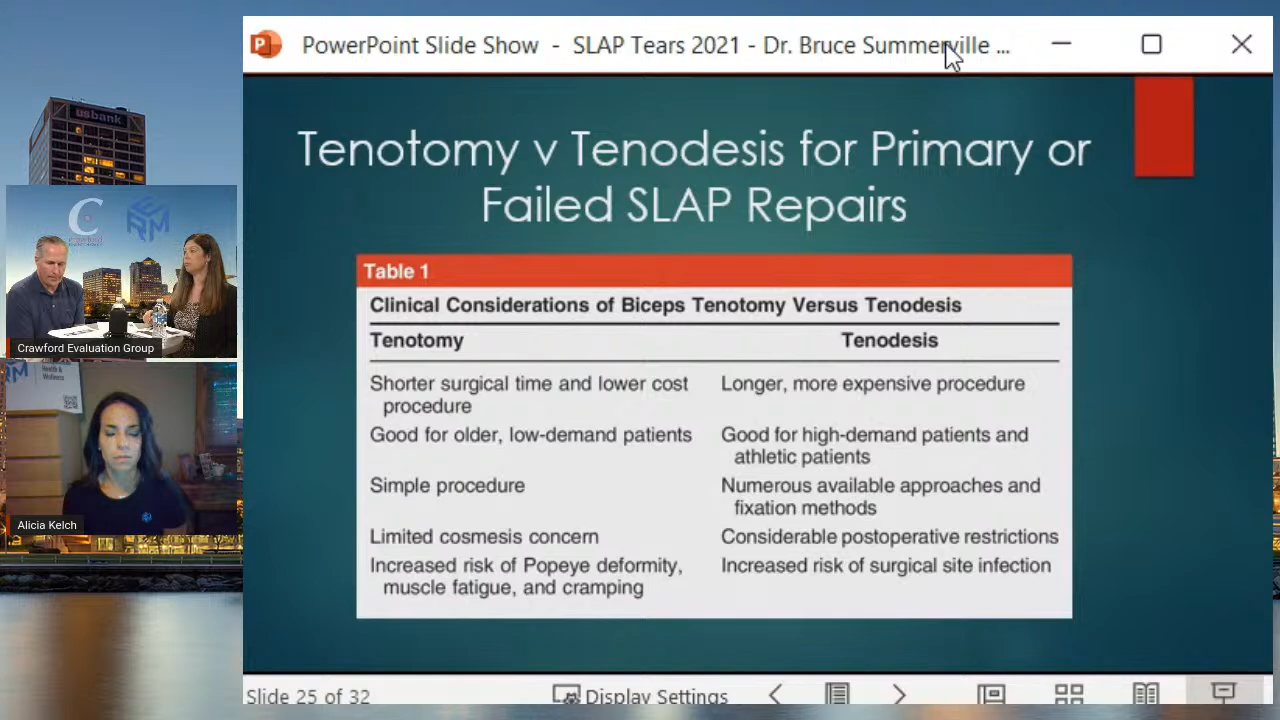 PowerPoint Slide Show - SLAP Tears 2021 - Dr. Bruce Summerville ...
usbank
Crawford Evaluation Group
Health &
Wellness
Alicia Kelch
Tenotomy v Tenodesis for Primary or
Failed SLAP Repairs
Table 1
Clinical Considerations of Biceps Tenotomy Versus Tenodesis
Tenotomy Tenodesis
Shorter surgical time and lower cost Longer, more expensive procedure
procedure
Good for older, low-demand patients Good for high-demand patients and
athletic patients
Simple procedure Numerous available approaches and
fixation methods
Limited cosmesis concern Considerable postoperative restrictions
Increased risk of Popeye deformity, Increased risk of surgical site infection
muscle fatigue, and cramping
Slide 25 of 32 Display Settings